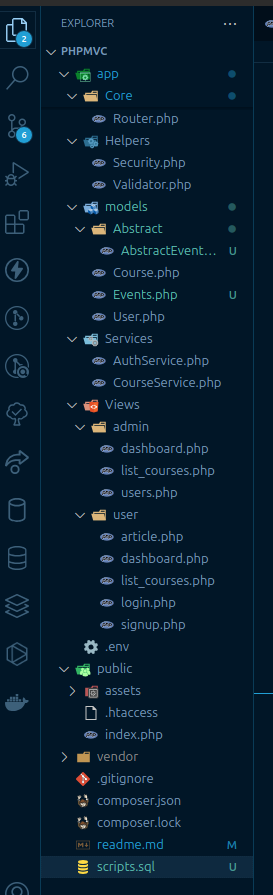 EXPLORER
PHPMVC
app
Core
Router.php
Helpers
Security.php
Validator.php
models
Abstract
AbstractEvent... U
Course.php
Events.php U
User.php
Services
AuthService.php
CourseService.php
Views
admin
dashboard.php
list_courses.php
users.php
user
article.php
dashboard.php
list_courses.php
login.php
signup.php
.env
public
assets
.htaccess
index.php
vendor
.gitignore
composer.json
composer.lock
readme.md M
scripts.sql U
2
6